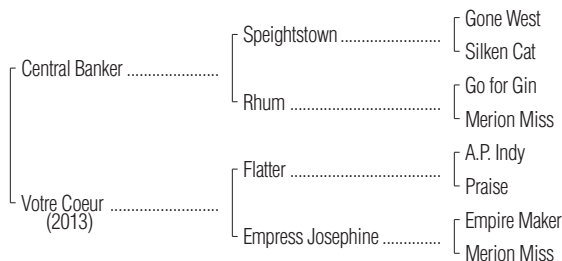 Gone West
Speightstown
Silken Cat
Central Banker
Go for Gin
Rhum
Merion Miss
A.P. Indy
Flatter
Praise
Votre Coeur
(2013)
Empire Maker
Empress Josephine
Merion Miss